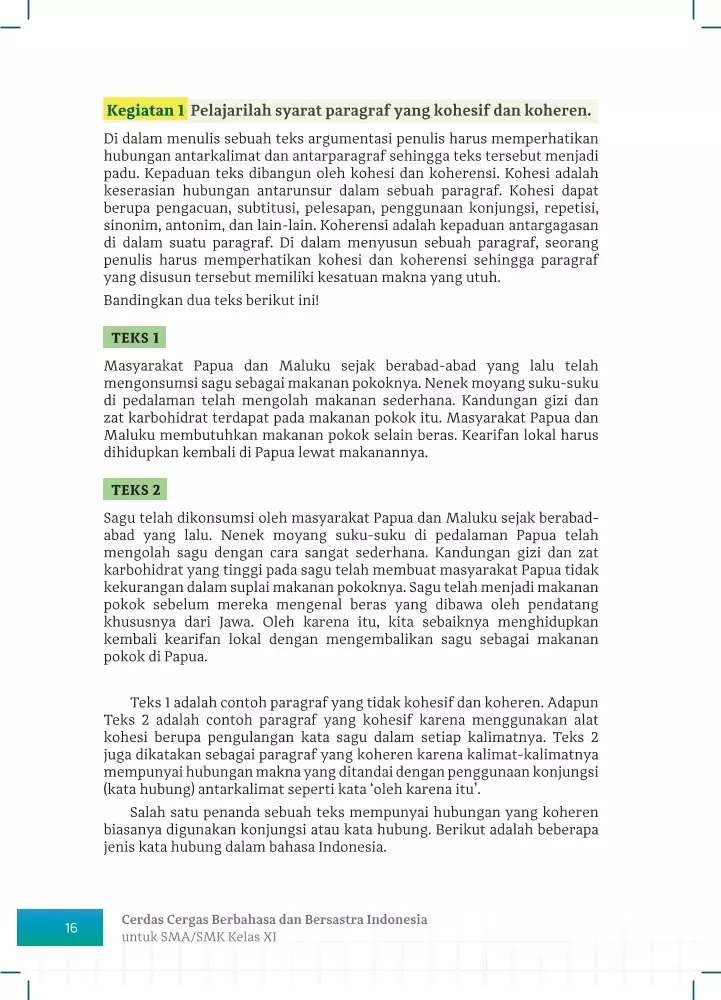 Kegiatan 1 Pelajarilah syarat paragraf yang kohesif dan koheren.
Di dalam menulis sebuah teks argumentasi penulis harus memperhatikan
hubungan antarkalimat dan antarparagraf sehingga teks tersebut menjadi
padu. Kepaduan teks dibangun oleh kohesi dan koherensi. Kohesi adalah
keserasian hubungan antarunsur dalam sebuah paragraf. Kohesi dapat
berupa pengacuan, subtitusi, pelesapan, penggunaan konjungsi, repetisi,
sinonim, antonim, dan lain-lain. Koherensi adalah kepaduan antargagasan
di dalam suatu paragraf. Di dalam menyusun sebuah paragraf, seorang
penulis harus memperhatikan kohesi dan koherensi sehingga paragraf
yang disusun tersebut memiliki kesatuan makna yang utuh.
Bandingkan dua teks berikut ini!
TEKS 1
Masyarakat Papua dan Maluku sejak berabad-abad yang lalu telah
mengonsumsi sagu sebagai makanan pokoknya. Nenek moyang suku-suku
di pedalaman telah mengolah makanan sederhana. Kandungan gizi dan
zat karbohidrat terdapat pada makanan pokok itu. Masyarakat Papua dan
Maluku membutuhkan makanan pokok selain beras. Kearifan lokal harus
dihidupkan kembali di Papua lewat makanannya.
TEKS 2
Sagu telah dikonsumsi oleh masyarakat Papua dan Maluku sejak berabad-
abad yang lalu. Nenek moyang suku-suku di pedalaman Papua telah
mengolah sagu dengan cara sangat sederhana. Kandungan gizi dan zat
karbohidrat yang tinggi pada sagu telah membuat masyarakat Papua tidak
kekurangan dalam suplai makanan pokoknya. Sagu telah menjadi makanan
pokok sebelum mereka mengenal beras yang dibawa oleh pendatang
khususnya dari Jawa. Oleh karena itu, kita sebaiknya menghidupkan
kembali kearifan lokal dengan mengembalikan sagu sebagai makanan
pokok di Papua.
Teks 1 adalah contoh paragraf yang tidak kohesif dan koheren. Adapun
Teks 2 adalah contoh paragraf yang kohesif karena menggunakan alat
kohesi berupa pengulangan kata sagu dalam setiap kalimatnya. Teks 2
juga dikatakan sebagai paragraf yang koheren karena kalimat-kalimatnya
mempunyai hubungan makna yang ditandai dengan penggunaan konjungsi
(kata hubung) antarkalimat seperti kata ‘oleh karena itu’.
Salah satu penanda sebuah teks mempunyai hubungan yang koheren
biasanya digunakan konjungsi atau kata hubung. Berikut adalah beberapa
jenis kata hubung dalam bahasa Indonesia.
16
Cerdas Cergas Berbahasa dan Bersastra Indonesia
untuk SMA/SMK Kelas XI